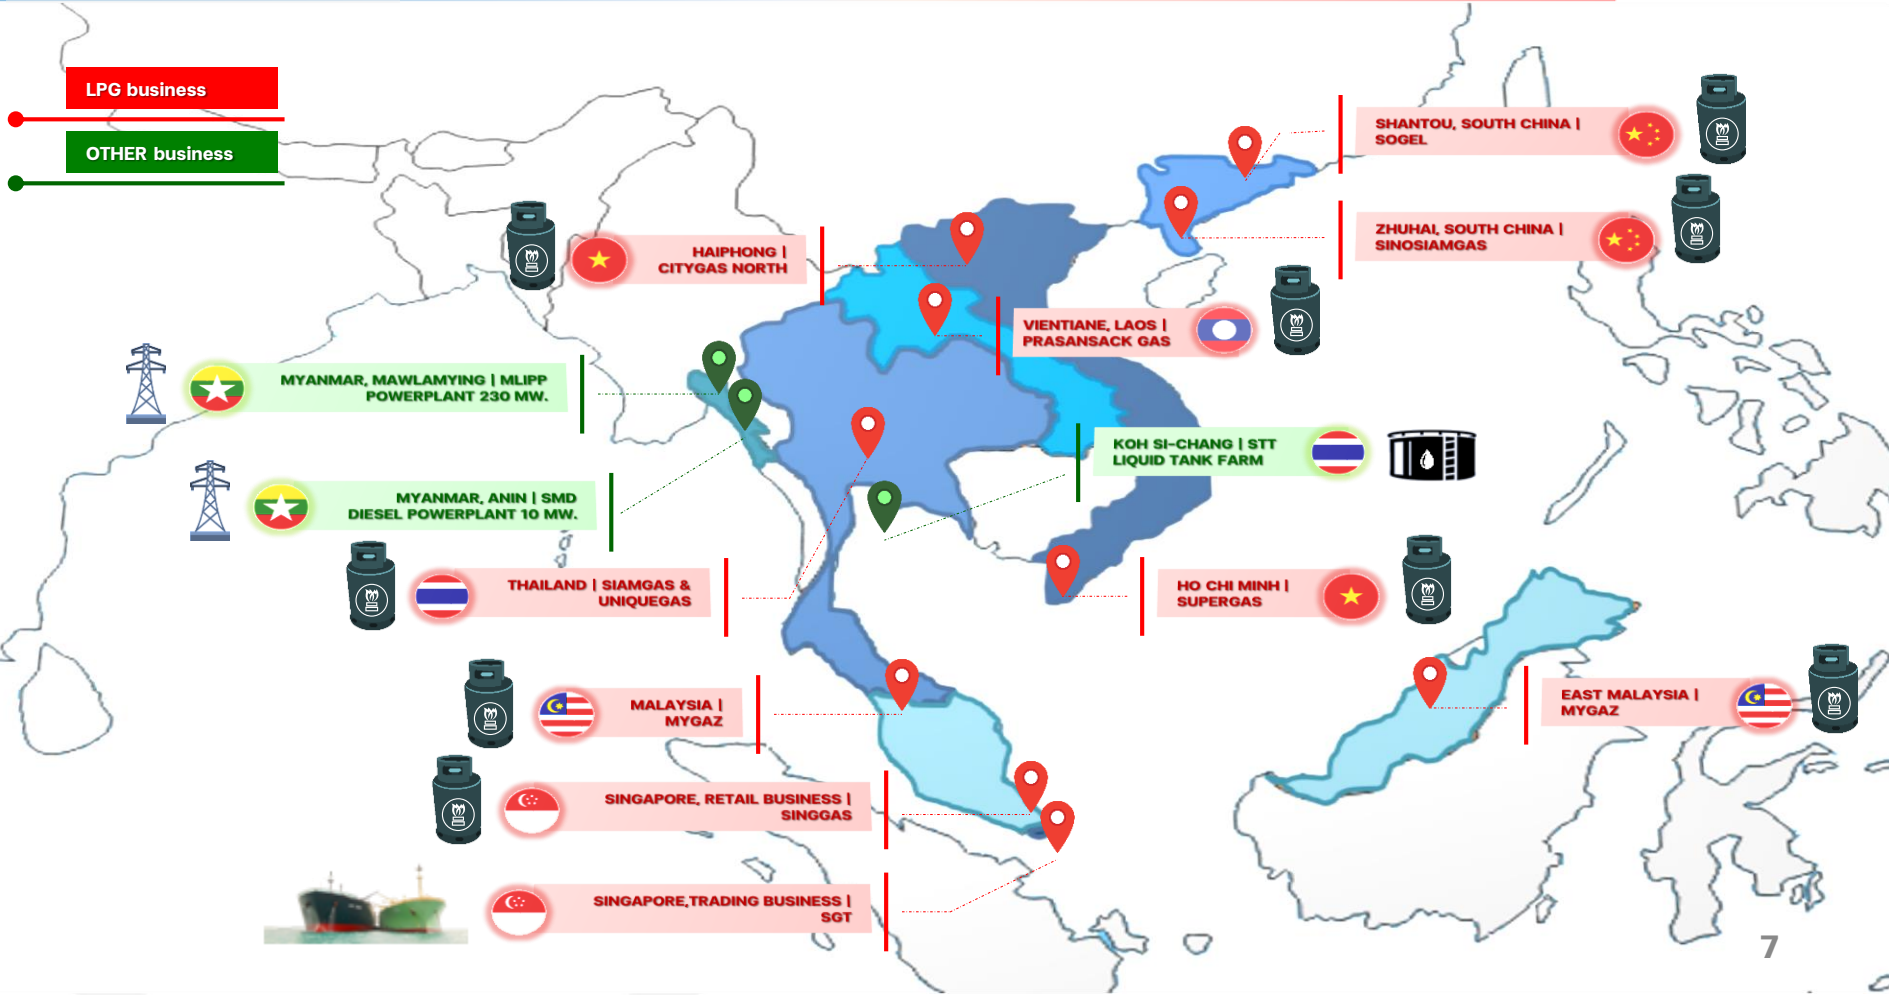 LPG business
OTHER business
SHANTOU, SOUTH CHINA |
SOGEL
ZHUHAI, SOUTH CHINA |
SINOSIAMGAS
HAIPHONG |
CITYGAS NORTH
VIENTIANE, LAOS |
PRASANSACK GAS
MYANMAR, MAWLAMYING | MLIPP
POWERPLANT 230 MW.
KOH SI-CHANG | STT
LIQUID TANK FARM
MYANMAR, ANIN | SMD
DIESEL POWERPLANT 10 MW.
THAILAND | SIAMGAS &
UNIQUEGAS
HO CHI MINH |
SUPERGAS
MALAYSIA |
MYGAZ
EAST MALAYSIA |
MYGAZ
SINGAPORE, RETAIL BUSINESS |
SINGGAS
SINGAPORE,TRADING BUSINESS |
SGT
7